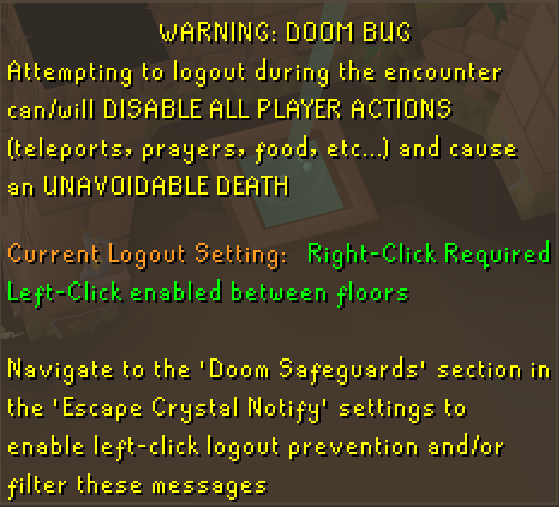 WARNING: DOOM BUG
Attempting to logout during the encounter
can/will DISABLE ALL PLAYER ACTIONS
(teleports, prayers, food, etc...) and cause
an UNAVOIDABLE DEATH
Current Logout Setting: Right-Click Required
Left-Click enabled between floors
Navigate to the 'Doom Safeguards' section in
the 'Escape Crystal Notify' settings to
enable left-click logout prevention and/or
filter these messages